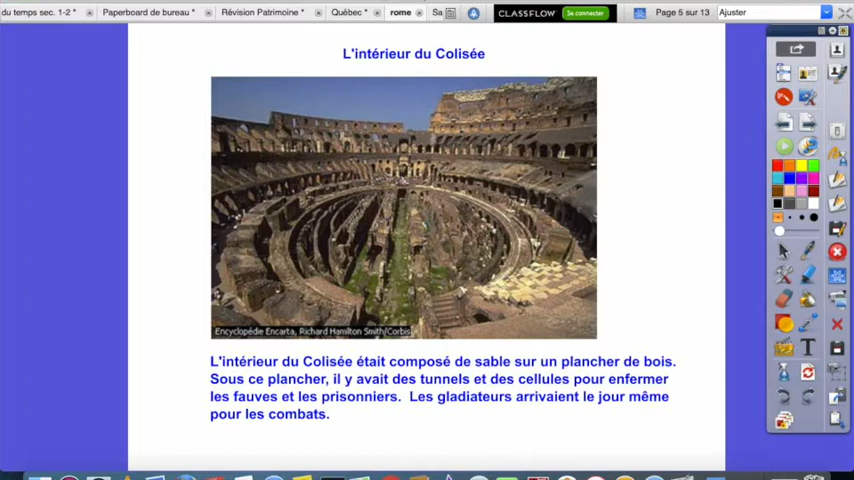 du temps sec. 1-2 * Paperboard de bureau * Révision Patrimoine * Québec * rome Sa CLASSFLOW Se connecter Page 5 sur 13 Ajuster
L'intérieur du Colisée
Encyclopédie Encarta, Richard Hamilton Smith/Corbis
L'intérieur du Colisée était composé de sable sur un plancher de bois.
Sous ce plancher, il y avait des tunnels et des cellules pour enfermer
les fauves et les prisonniers. Les gladiateurs arrivaient le jour même
pour les combats.